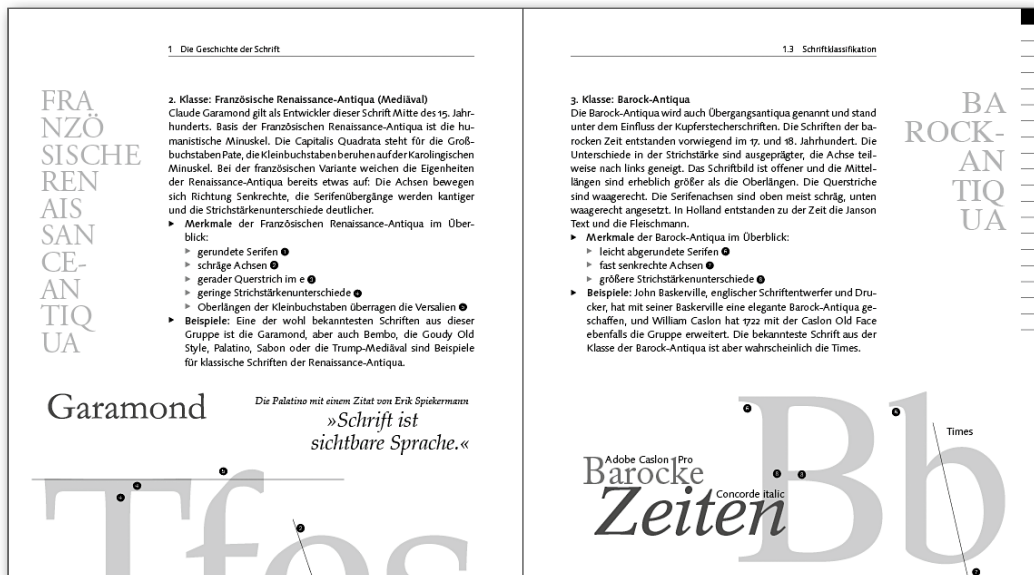 1 Die Geschichte der Schrift
FRA
NZÖ
SISCHE
REN
AIS
SAN
CE-
AN
TIQ
UA
2. Klasse: Französische Renaissance-Antiqua (Mediäval)
Claude Garamond gilt als Entwickler dieser Schrift Mitte des 15. Jahr-
hunderts. Basis der Französischen Renaissance-Antiqua ist die hu-
manistische Minuskel. Die Capitalis Quadrata steht für die Groß-
buchstaben Pate, die Kleinbuchstaben beruhen auf der Karolingischen
Minuskel. Bei der französischen Variante weichen die Eigenheiten
der Renaissance-Antiqua bereits etwas auf: Die Achsen bewegen
sich Richtung Senkrechte, die Serifenübergänge werden kantiger
und die Strichstärkenunterschiede deutlicher.
Merkmale der Französischen Renaissance-Antiqua im Über-
blick:
gerundete Serifen 1
schräge Achsen 2
gerader Querstrich im e 3
geringe Strichstärkenunterschiede 4
Oberlängen der Kleinbuchstaben überragen die Versalien 5
Beispiele: Eine der wohl bekanntesten Schriften aus dieser
Gruppe ist die Garamond, aber auch Bembo, die Goudy Old
Style, Palatino, Sabon oder die Trump-Mediäval sind Beispiele
für klassische Schriften der Renaissance-Antiqua.
Garamond
Die Palatino mit einem Zitat von Erik Spiekermann
»Schrift ist
sichtbare Sprache.«
Tfes
1.3 Schriftklassifikation
BA
ROCK-
AN
TIQ
UA
3. Klasse: Barock-Antiqua
Die Barock-Antiqua wird auch Übergangsantiqua genannt und stand
unter dem Einfluss der Kupferstecherschriften. Die Schriften der ba-
rocken Zeit entstanden vorwiegend im 17. und 18. Jahrhundert. Die
Unterschiede in der Strichstärke sind ausgeprägter, die Achse teil-
weise nach links geneigt. Das Schriftbild ist offener und die Mittel-
längen sind erheblich größer als die Oberlängen. Die Querstriche
sind waagerecht. Die Serifenachsen sind oben meist schräg, unten
waagerecht angesetzt. In Holland entstanden zu der Zeit die Janson
Text und die Fleischmann.
Merkmale der Barock-Antiqua im Überblick:
leicht abgerundete Serifen 6
fast senkrechte Achsen 7
größere Strichstärkenunterschiede 8
Beispiele: John Baskerville, englischer Schriftentwerfer und Dru-
cker, hat mit seiner Baskerville eine elegante Barock-Antiqua ge-
schaffen, und William Caslon hat 1722 mit der Caslon Old Face
ebenfalls die Gruppe erweitert. Die bekannteste Schrift aus der
Klasse der Barock-Antiqua ist aber wahrscheinlich die Times.
Bb
Times
Adobe Caslon Pro
Barocke
Concorde italic
Zeiten